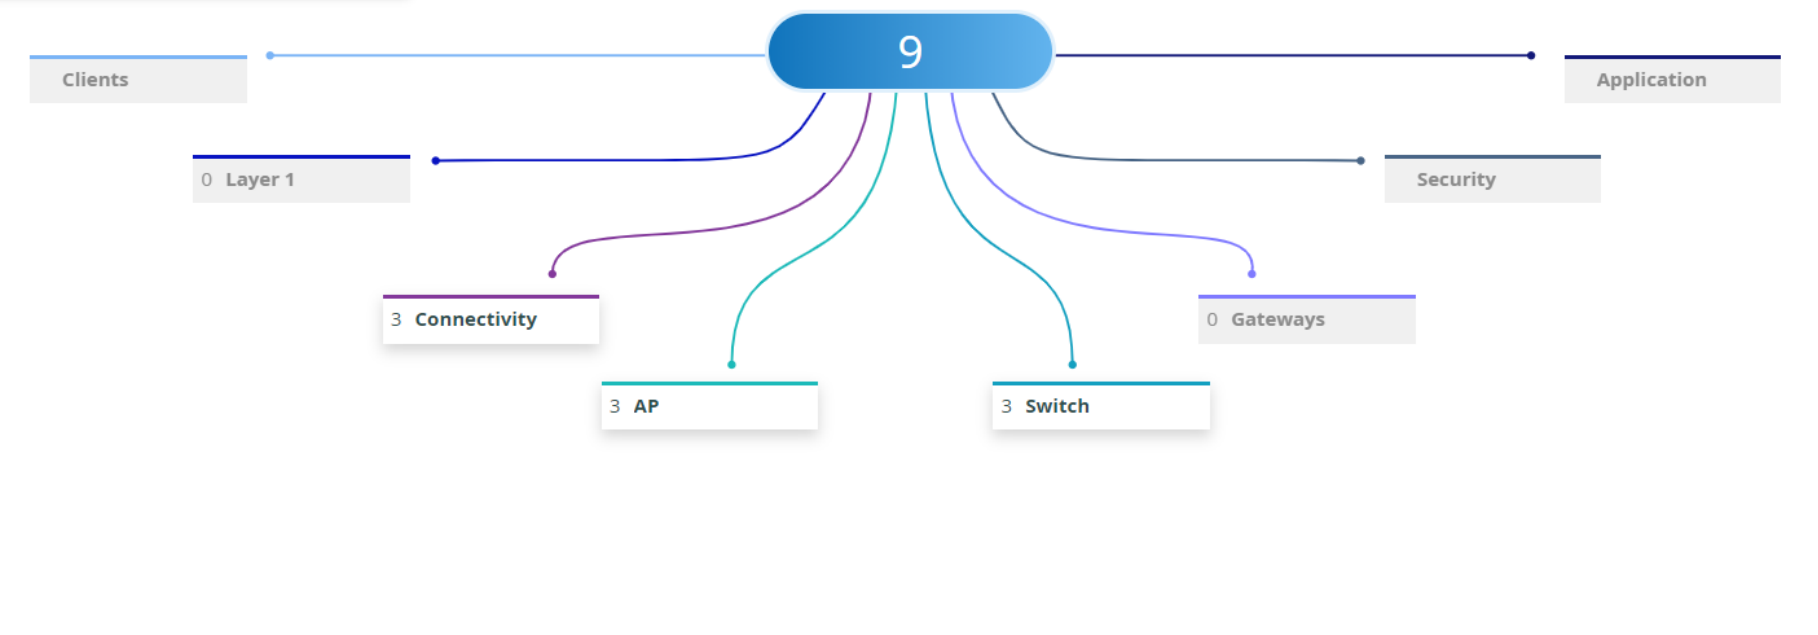 9
Clients
Application
0 Layer 1
Security
3 Connectivity
0 Gateways
3 AP
3 Switch